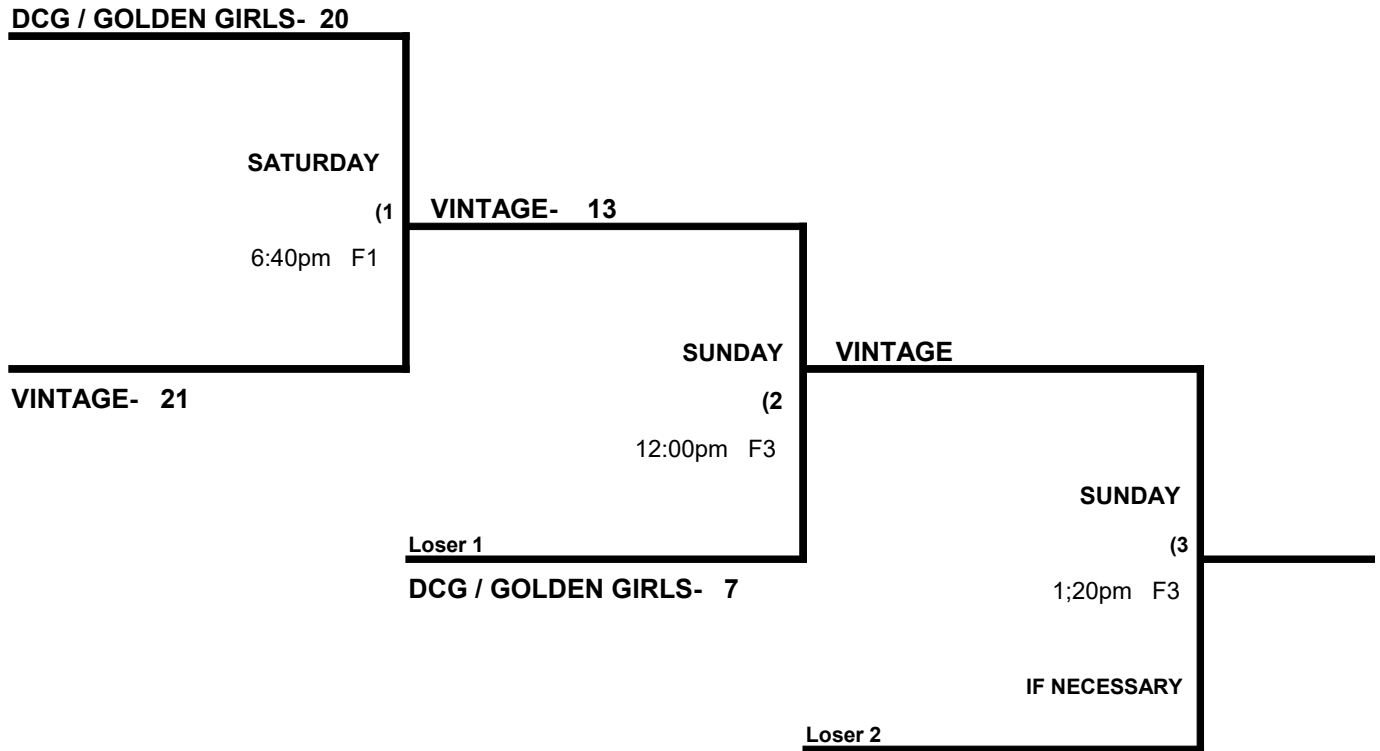 DCG / GOLDEN GIRLS- 20
SATURDAY
(1
VINTAGE- 13
6:40pm F1
SUNDAY
VINTAGE
VINTAGE- 21
(2
12:00pm F3
SUNDAY
Loser 1
(3
DCG / GOLDEN GIRLS- 7
1;20pm F3
IF NECESSARY
Loser 2